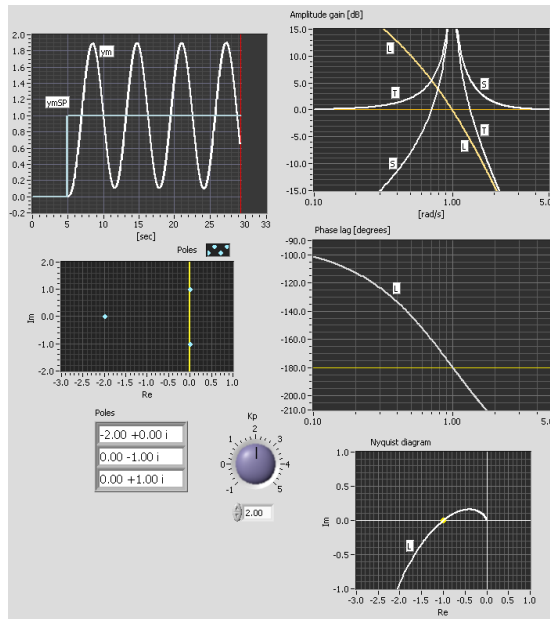 Amplitude gain [dB]
2.0
1.8
1.6
1.4
1.2
1.0
0.8
0.6
0.4
0.2
0.0
-0.2
ym
ymSP
0 5 10 15 20 25 30 33
[sec]
15.0
10.0
5.0
0.0
-5.0
-10.0
-15.0
L
T
S
S
T
L
0.10 1.00 5.0
[rad/s]
Poles
2.0
1.0
0.0
-1.0
-2.0
Im
-3.0 -2.5 -2.0 -1.5 -1.0 -0.5 0.0 0.5 1.0
Re
Phase lag [degrees]
-90.0
-100.0
-120.0
-140.0
-160.0
-180.0
-200.0
-210.0
L
0.10 1.00 5.0
Poles
-2.00 +0.00 i
0.00 -1.00 i
0.00 +1.00 i
Kp
-1 0 1 2 3 4 5
2.00
Nyquist diagram
1.0
0.5
0.0
-0.5
-1.0
Im
L
-3.0 -2.5 -2.0 -1.5 -1.0 -0.5 0.0 0.5 1.0
Re